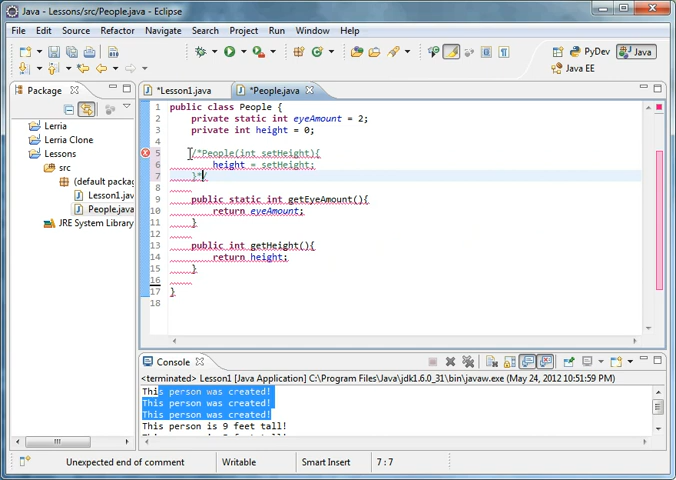 Java - Lessons/src/People.java - Eclipse
File Edit Source Refactor Navigate Search Project Run Window Help
PyDev Java
Java EE
Package
*Lesson1.java *People.java
Lerria
Lerria Clone
Lessons
src
(default packa
Lesson1.jav
People.java
JRE System Library
1 public class People {
2 private static int eyeAmount = 2;
3 private int height = 0;
4
5 /*People(int setHeight){
6 height = setHeight;
7 }*/
8
9 public static int getEyeAmount(){
10 return eyeAmount;
11 }
12
13 public int getHeight(){
14 return height;
15 }
16
17 }
18
Console
<terminated> Lesson1 [Java Application] C:\Program Files\Java\jdk1.6.0_31\bin\javaw.exe (May 24, 2012 10:51:59 PM)
This person was created!
This person was created!
This person was created!
This person is 9 feet tall!
Unexpected end of comment Writable Smart Insert 7 : 7